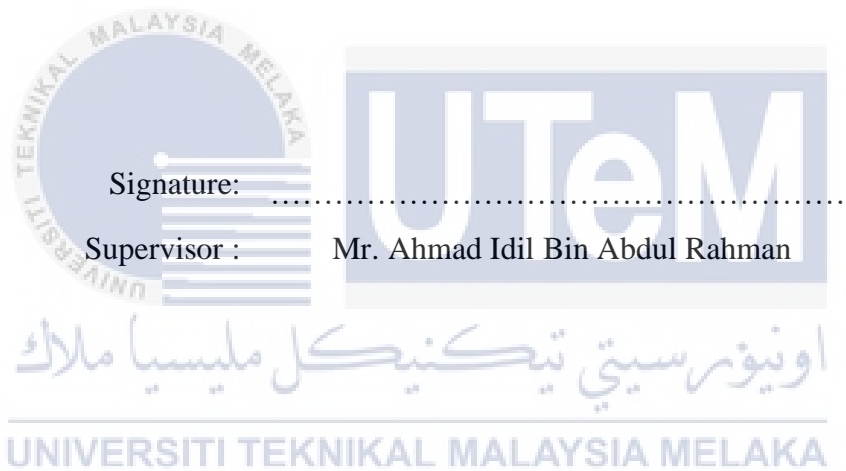 UNIVERSITI TEKNIKAL MALAYSIA MELAKA
UTeM
Signature: ………………………………………………
Supervisor : Mr. Ahmad Idil Bin Abdul Rahman
اونيۏرسيتي تيكنيكل مليسيا ملاك
UNIVERSITI TEKNIKAL MALAYSIA MELAKA